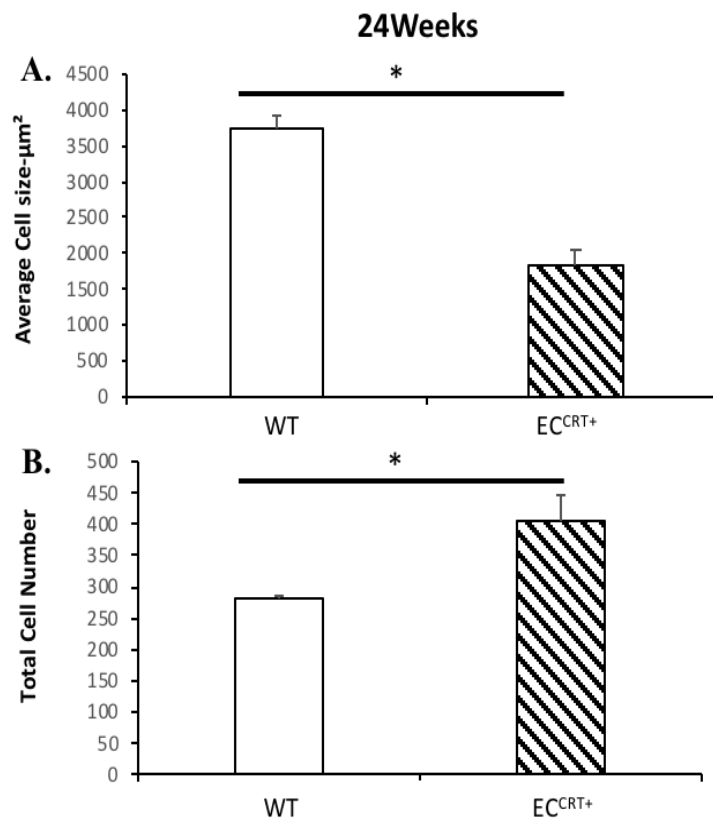 24Weeks
A.
*
Average Cell size-µm²
4500
4000
3500
3000
2500
2000
1500
1000
500
0
WT
EC^CRT+
B.
*
Total Cell Number
500
450
400
350
300
250
200
150
100
50
0
WT
EC^CRT+